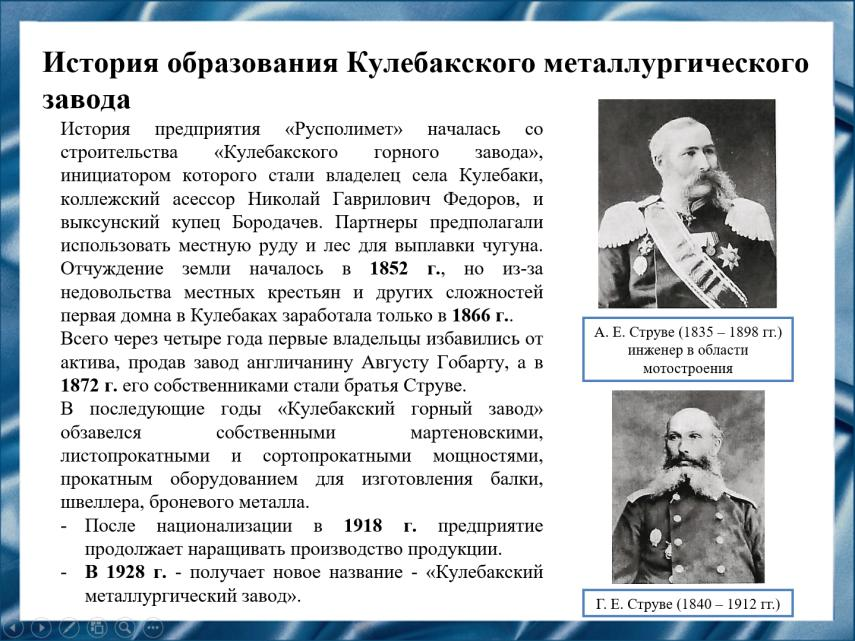 История образования Кулебакского металлургического
завода
История предприятия «Русполимет» началась со
строительства «Кулебакского горного завода»,
инициатором которого стали владелец села Кулебаки,
коллежский асессор Николай Гаврилович Федоров, и
выксунский купец Бородачев. Партнеры предполагали
использовать местную руду и лес для выплавки чугуна.
Отчуждение земли началось в 1852 г., но из-за
недовольства местных крестьян и других сложностей
первая домна в Кулебаках заработала только в 1866 г..
Всего через четыре года первые владельцы избавились от
актива, продав завод англичанину Августу Гобарту, а в
1872 г. его собственниками стали братья Струве.
В последующие годы «Кулебакский горный завод»
обзавелся собственными мартеновскими,
листопрокатными и сортопрокатными мощностями,
прокатным оборудованием для изготовления балки,
швеллера, броневого металла.
- После национализации в 1918 г. предприятие
продолжает наращивать производство продукции.
- В 1928 г. - получает новое название - «Кулебакский
металлургический завод».
А. Е. Струве (1835 – 1898 гг.)
инженер в области
мотостроения
Г. Е. Струве (1840 – 1912 гг.)